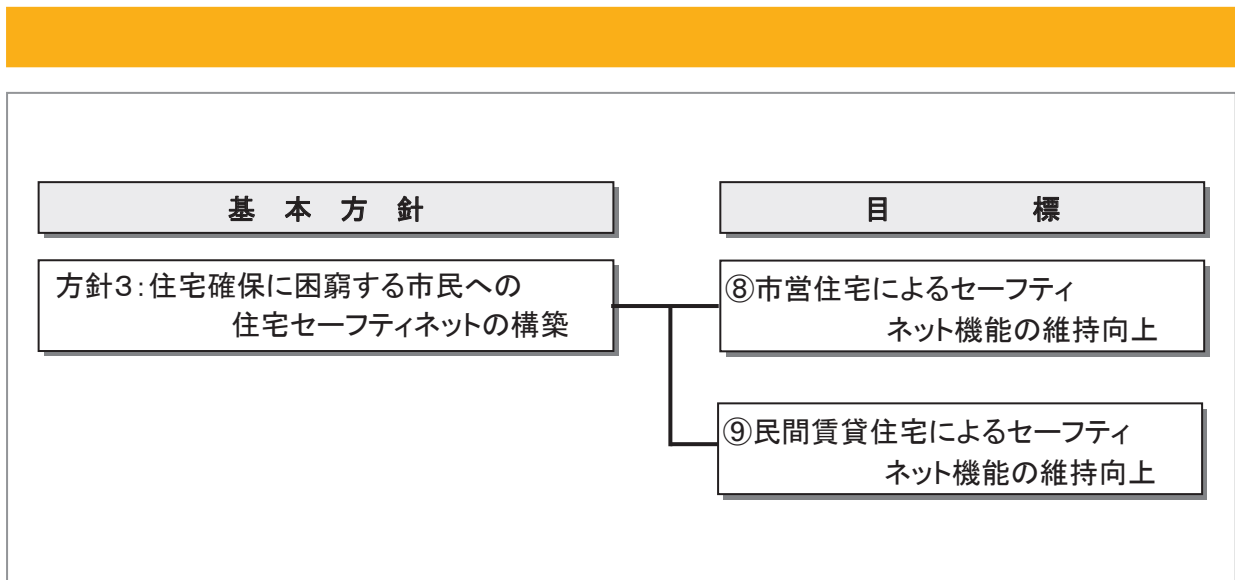 基本方針
目標
方針3：住宅確保に困窮する市民への
住宅セーフティネットの構築
⑧市営住宅によるセーフティ
ネット機能の維持向上
⑨民間賃貸住宅によるセーフティ
ネット機能の維持向上